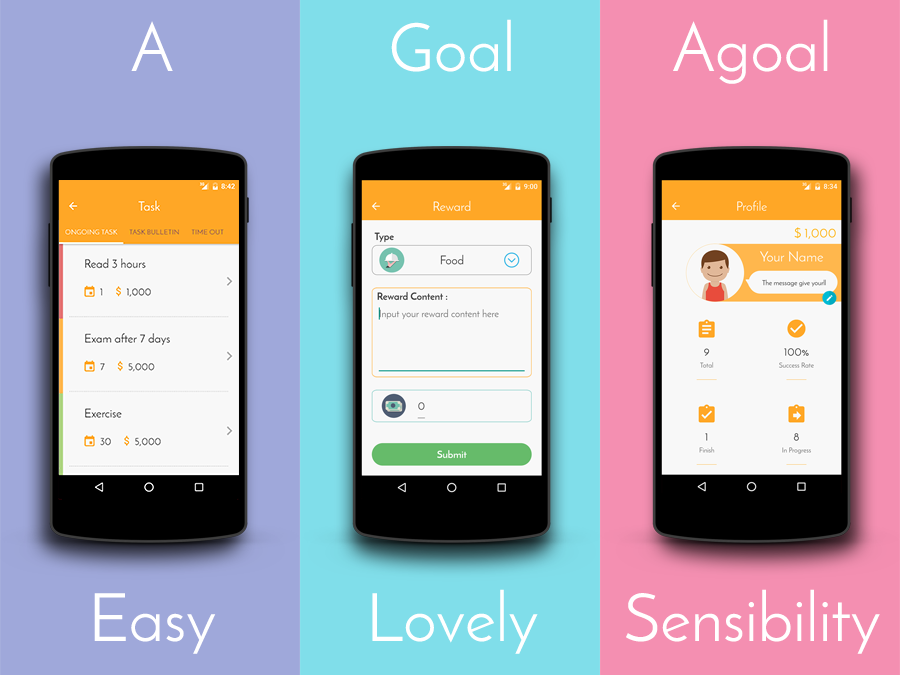 A
Goal
Agoal
8:42
Task
ONGOING TASK
TASK BULLETIN
TIME OUT
Read 3 hours
1
$ 1,000
Exam after 7 days
7
$ 5,000
Exercise
30
$ 5,000
9:00
Reward
Type
Food
Reward Content :
Input your reward content here
0
Submit
8:34
Profile
$ 1,000
Your Name
The message give yourll
9
Total
100%
Success Rate
1
Finish
8
In Progress
Easy
Lovely
Sensibility